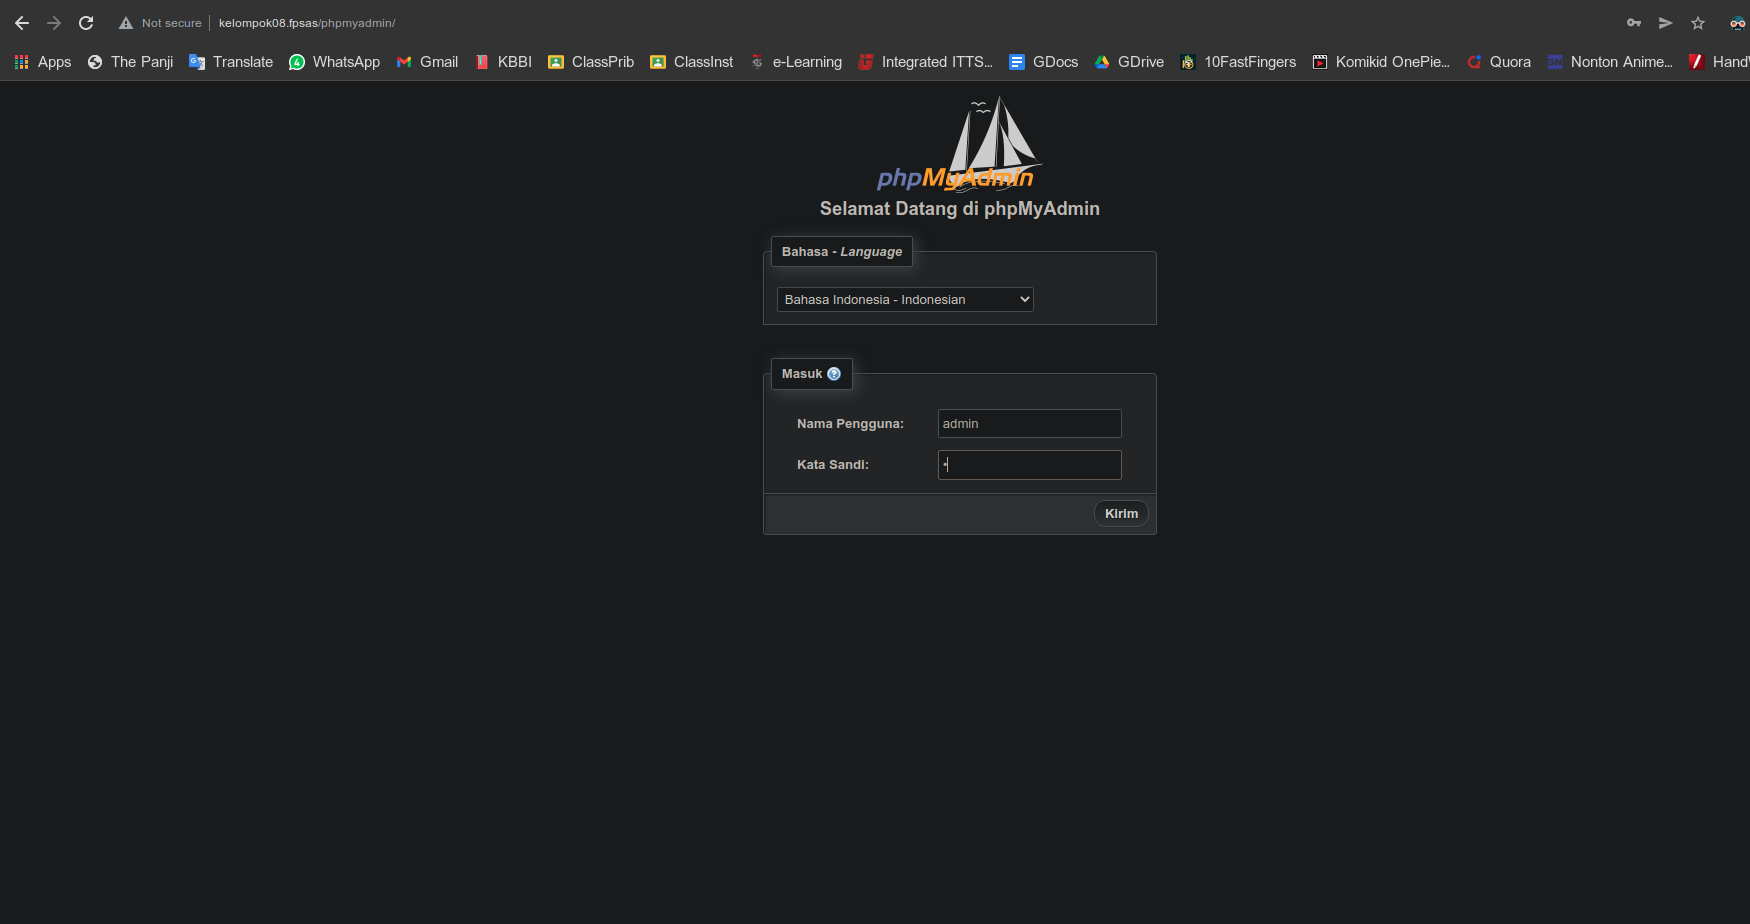 Not secure kelompok08.fpsas/phpmyadmin/
Apps The Panji Translate WhatsApp Gmail KBBI ClassPrib ClassInst e-Learning Integrated ITTS... GDocs GDrive 10FastFingers Komikid OnePie... Quora Nonton Anime...
phpMyAdmin
Selamat Datang di phpMyAdmin
Bahasa - Language
Bahasa Indonesia - Indonesian
Masuk
Nama Pengguna: admin
Kata Sandi: •
Kirim